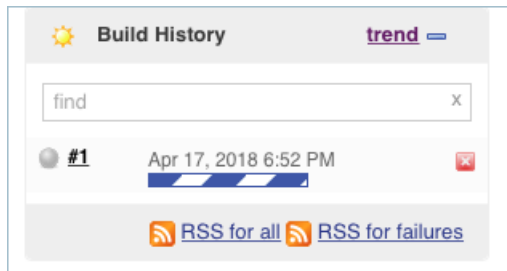 Build History trend
find x
#1 Apr 17, 2018 6:52 PM
RSS for all RSS for failures